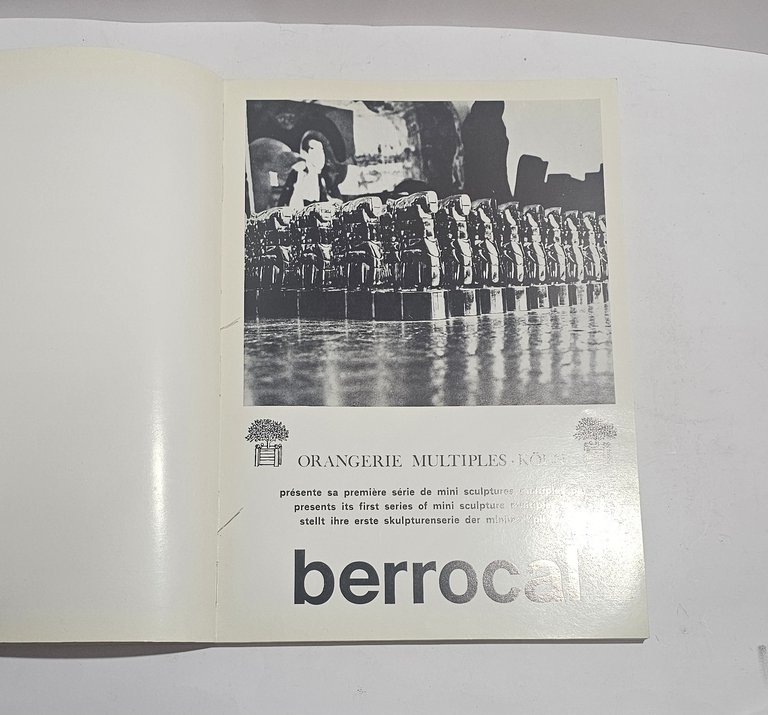 ORANGERIE MULTIPLES · KÖLN
présente sa première série de mini sculptures
presents its first series of mini sculpture
stellt ihre erste skulpturenserie der
berrocal